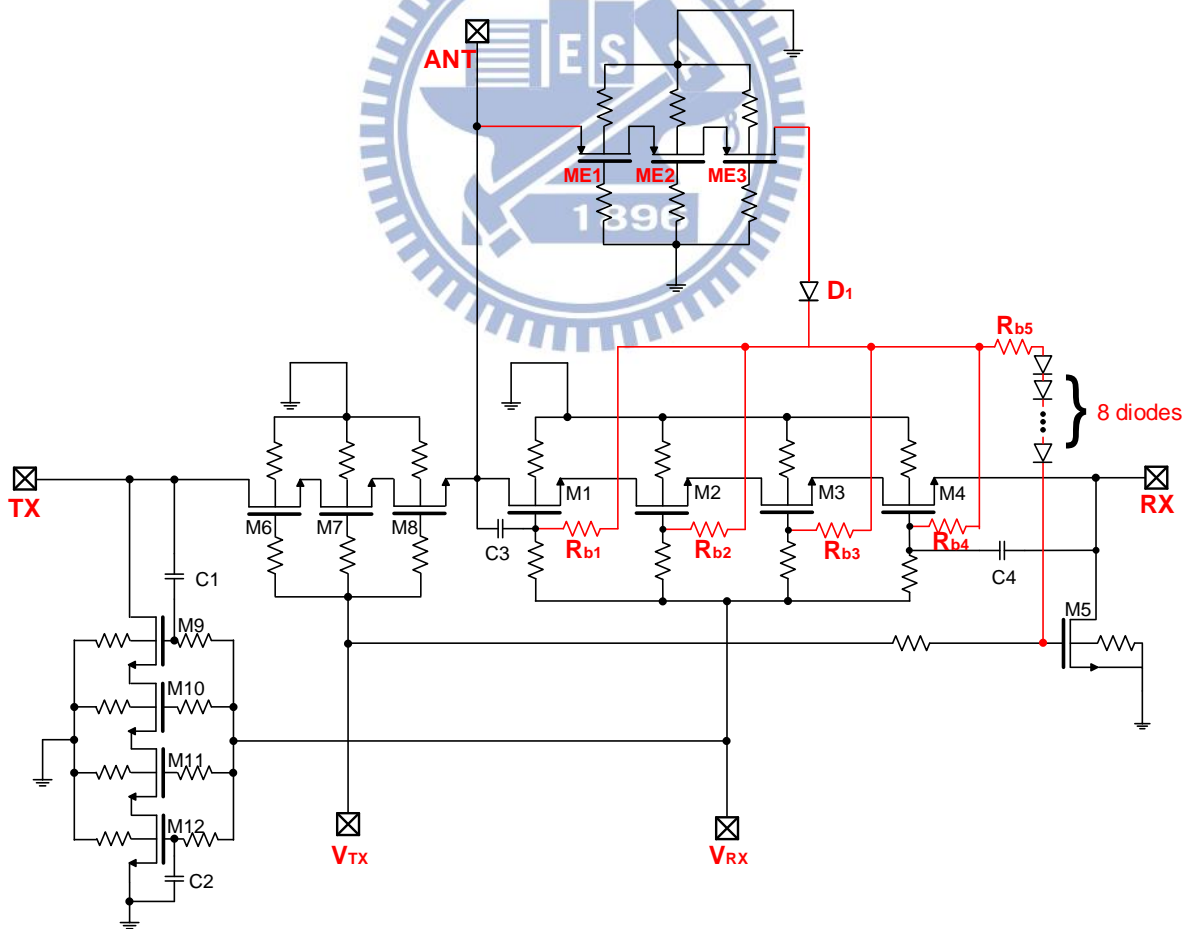 ANT
E S A
8
ME1 ME2 ME3
1896
D1
Rb5
8 diodes
TX
M6 M7 M8
M1 M2 M3 M4
RX
C3
Rb1 Rb2 Rb3 Rb4
C4
C1
M5
M9
M10
M11
M12
C2
VTX
VRX